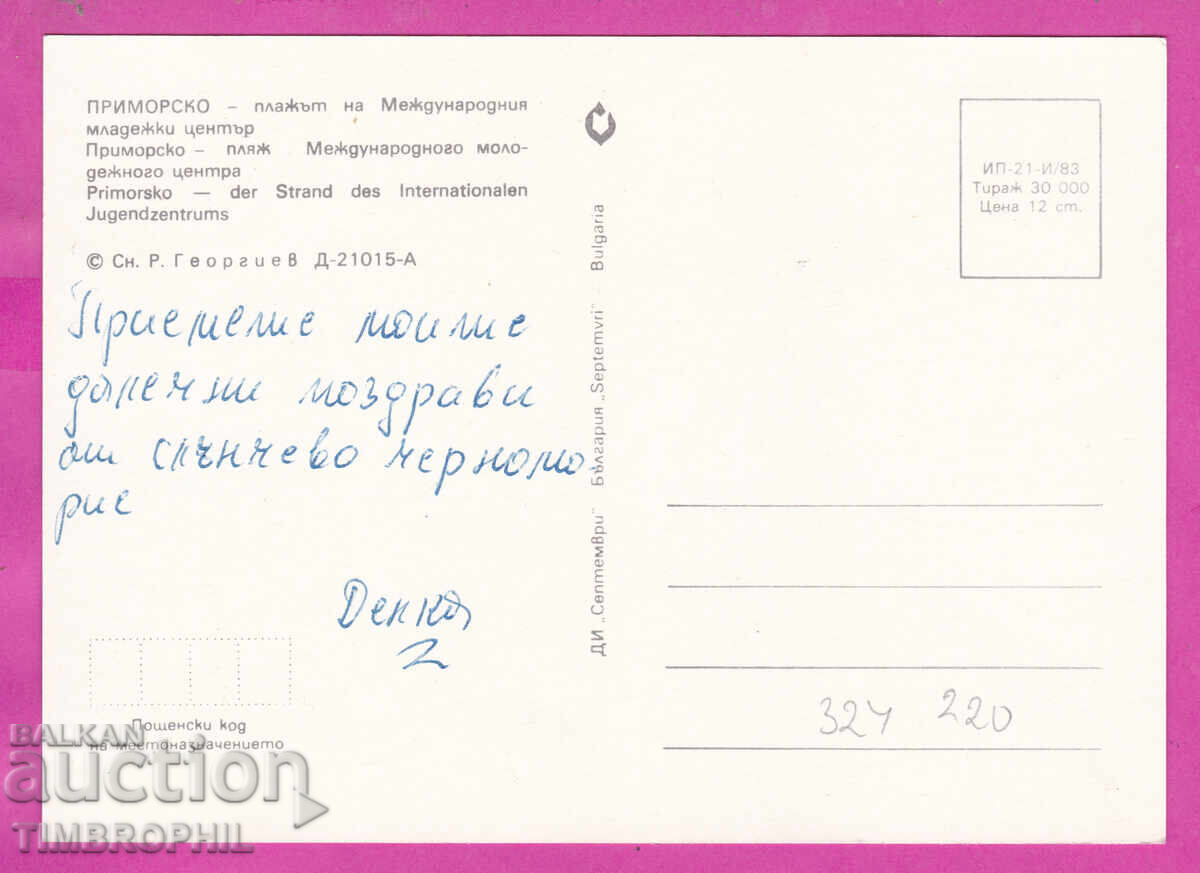 ПРИМОРСКО – плажът на Международния
младежки център
Приморско – пляж Международного моло-
дежного центра
Primorsko — der Strand des Internationalen
Jugendzentrums
© Сн. Р. Георгиев Д-21015-А
Приемете моите
далечни поздрави
от слънчево черномо-
рие
Денка
Пощенски код
на местоназначението
ДИ „Септември" България „Septemvri" Bulgaria
ИП-21-И/83
Тираж 30 000
Цена 12 ст.
324 220
BALKAN
auction
TIMBROPHIL